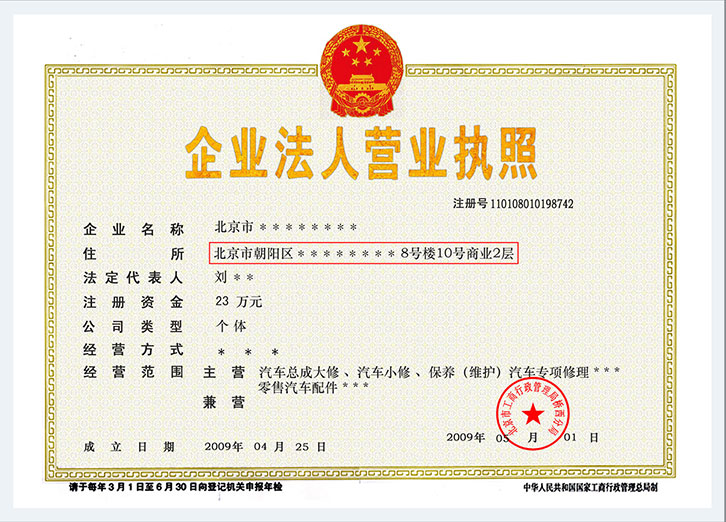 企业法人营业执照
注册号 110108010198742
企业名称 北京市 * * * * * * * *
住所 北京市朝阳区 * * * * * * * * 8号楼10号商业2层
法定代表人 刘 * *
注册资金 23 万元
公司类型 个 体
经营方式 * * *
经营范围 主 营 汽车总成大修、汽车小修、保养（维护）汽车专项修理 * * *
零售汽车配件 * * *
兼 营
北京市工商行政管理局桥西分局
成立日期 2009年 04 月 25 日
2009年 05 月 01 日
请于每年3月1日至6月30日向登记机关申报年检
中华人民共和国国家工商行政管理总局制